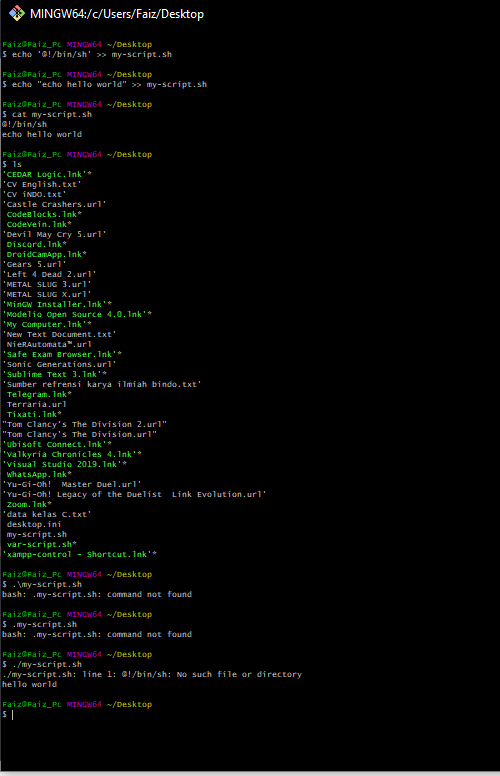 MINGW64:/c/Users/Faiz/Desktop
Faiz@Faiz_Pc MINGW64 ~/Desktop
$ echo '@!/bin/sh' >> my-script.sh
Faiz@Faiz_Pc MINGW64 ~/Desktop
$ echo "echo hello world" >> my-script.sh
Faiz@Faiz_Pc MINGW64 ~/Desktop
$ cat my-script.sh
@!/bin/sh
echo hello world
Faiz@Faiz_Pc MINGW64 ~/Desktop
$ ls
'CEDAR Logic.lnk'*
'CV English.txt'
'CV iNDO.txt'
'Castle Crashers.url'
CodeBlocks.lnk*
CodeVein.lnk*
'Devil May Cry 5.url'
Discord.lnk*
DroidCamApp.lnk*
'Gears 5.url'
'Left 4 Dead 2.url'
'METAL SLUG 3.url'
'METAL SLUG X.url'
'MinGW Installer.lnk'*
'Modelio Open Source 4.0.lnk'*
'My Computer.lnk'*
'New Text Document.txt'
NieRAutomata™.url
'Safe Exam Browser.lnk'*
'Sonic Generations.url'
'Sublime Text 3.lnk'*
'Sumber refrensi karya ilmiah bindo.txt'
Telegram.lnk*
Terraria.url
Tixati.lnk*
"Tom Clancy's The Division 2.url"
"Tom Clancy's The Division.url"
'Ubisoft Connect.lnk'*
'Valkyria Chronicles 4.lnk'*
'Visual Studio 2019.lnk'*
WhatsApp.lnk*
'Yu-Gi-Oh!  Master Duel.url'
'Yu-Gi-Oh! Legacy of the Duelist  Link Evolution.url'
Zoom.lnk*
'data kelas C.txt'
desktop.ini
my-script.sh
var-script.sh*
'xampp-control - Shortcut.lnk'*
Faiz@Faiz_Pc MINGW64 ~/Desktop
$ .\my-script.sh
bash: .my-script.sh: command not found
Faiz@Faiz_Pc MINGW64 ~/Desktop
$ .my-script.sh
bash: .my-script.sh: command not found
Faiz@Faiz_Pc MINGW64 ~/Desktop
$ ./my-script.sh
./my-script.sh: line 1: @!/bin/sh: No such file or directory
hello world
Faiz@Faiz_Pc MINGW64 ~/Desktop
$